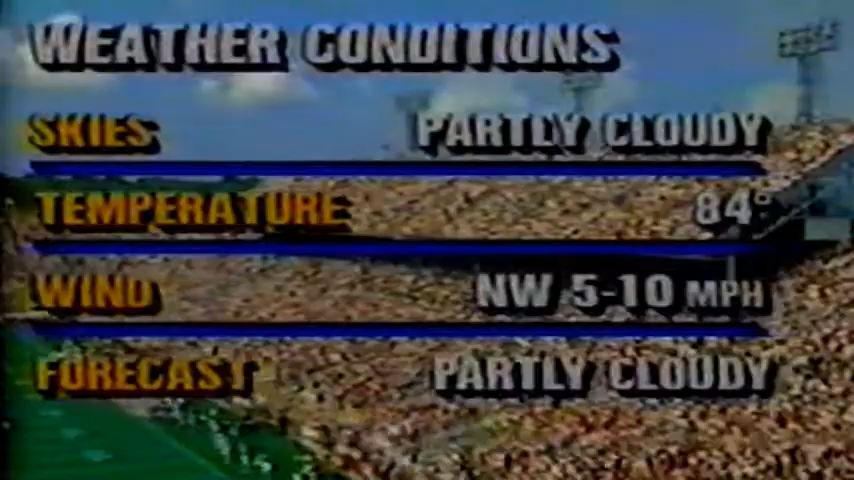 WEATHER CONDITIONS
SKIES PARTLY CLOUDY
TEMPERATURE 84°
WIND NW 5-10 MPH
FORECAST PARTLY CLOUDY